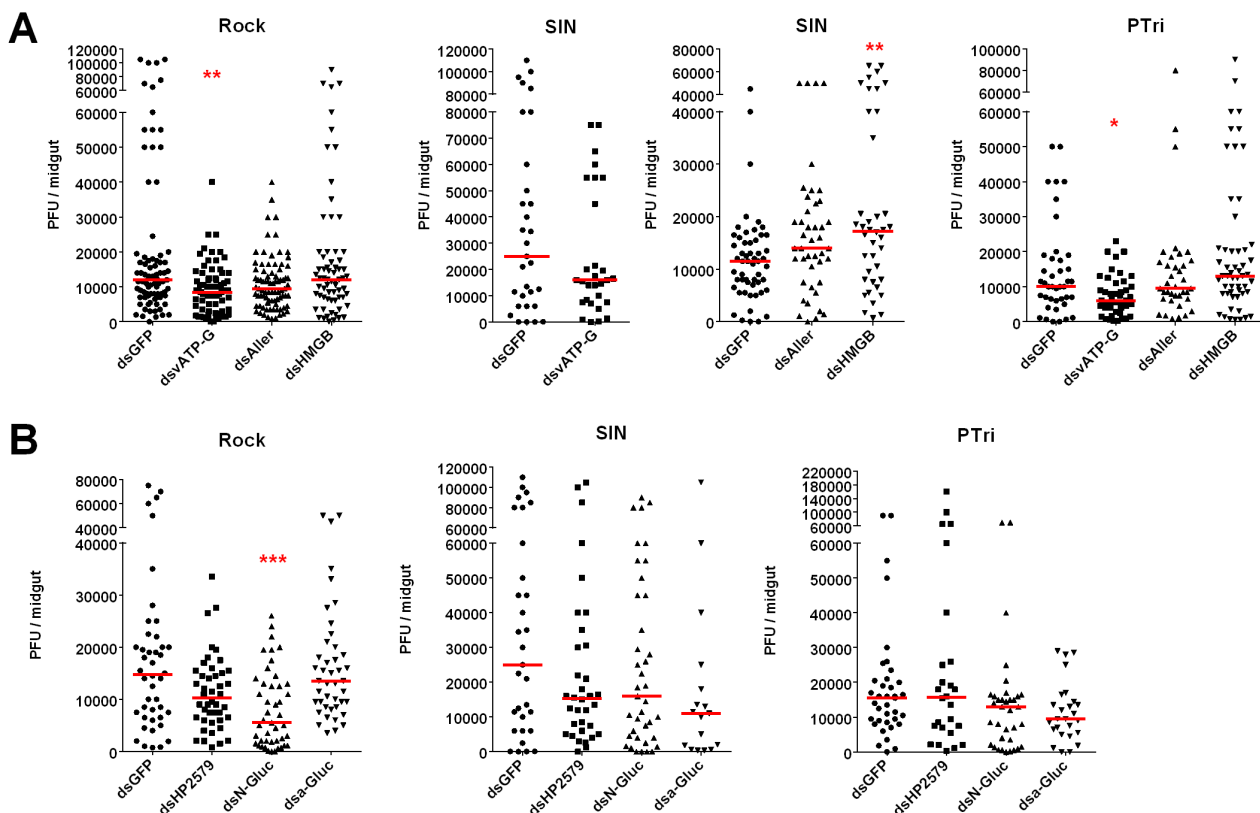 A
Rock
PFU / midgut
120000
100000
80000
60000
40000
60000
50000
40000
30000
20000
10000
0
**
dsGFP
dsvATP-G
dsAller
dsHMGB
SIN
PFU / midgut
120000
100000
80000
80000
70000
60000
50000
40000
30000
20000
10000
0
dsGFP
dsvATP-G
SIN
PFU / midgut
80000
60000
40000
40000
30000
20000
10000
0
**
dsGFP
dsAller
dsHMGB
PTri
PFU / midgut
100000
80000
60000
60000
50000
40000
30000
20000
10000
0
*
dsGFP
dsvATP-G
dsAller
dsHMGB
B
Rock
PFU / midgut
80000
60000
40000
40000
30000
20000
10000
0
***
dsGFP
dsHP2579
dsN-Gluc
dsa-Gluc
SIN
PFU / midgut
120000
100000
80000
60000
60000
50000
40000
30000
20000
10000
0
dsGFP
dsHP2579
dsN-Gluc
dsa-Gluc
PTri
PFU / midgut
220000
180000
140000
100000
60000
60000
50000
40000
30000
20000
10000
0
dsGFP
dsHP2579
dsN-Gluc
dsa-Gluc